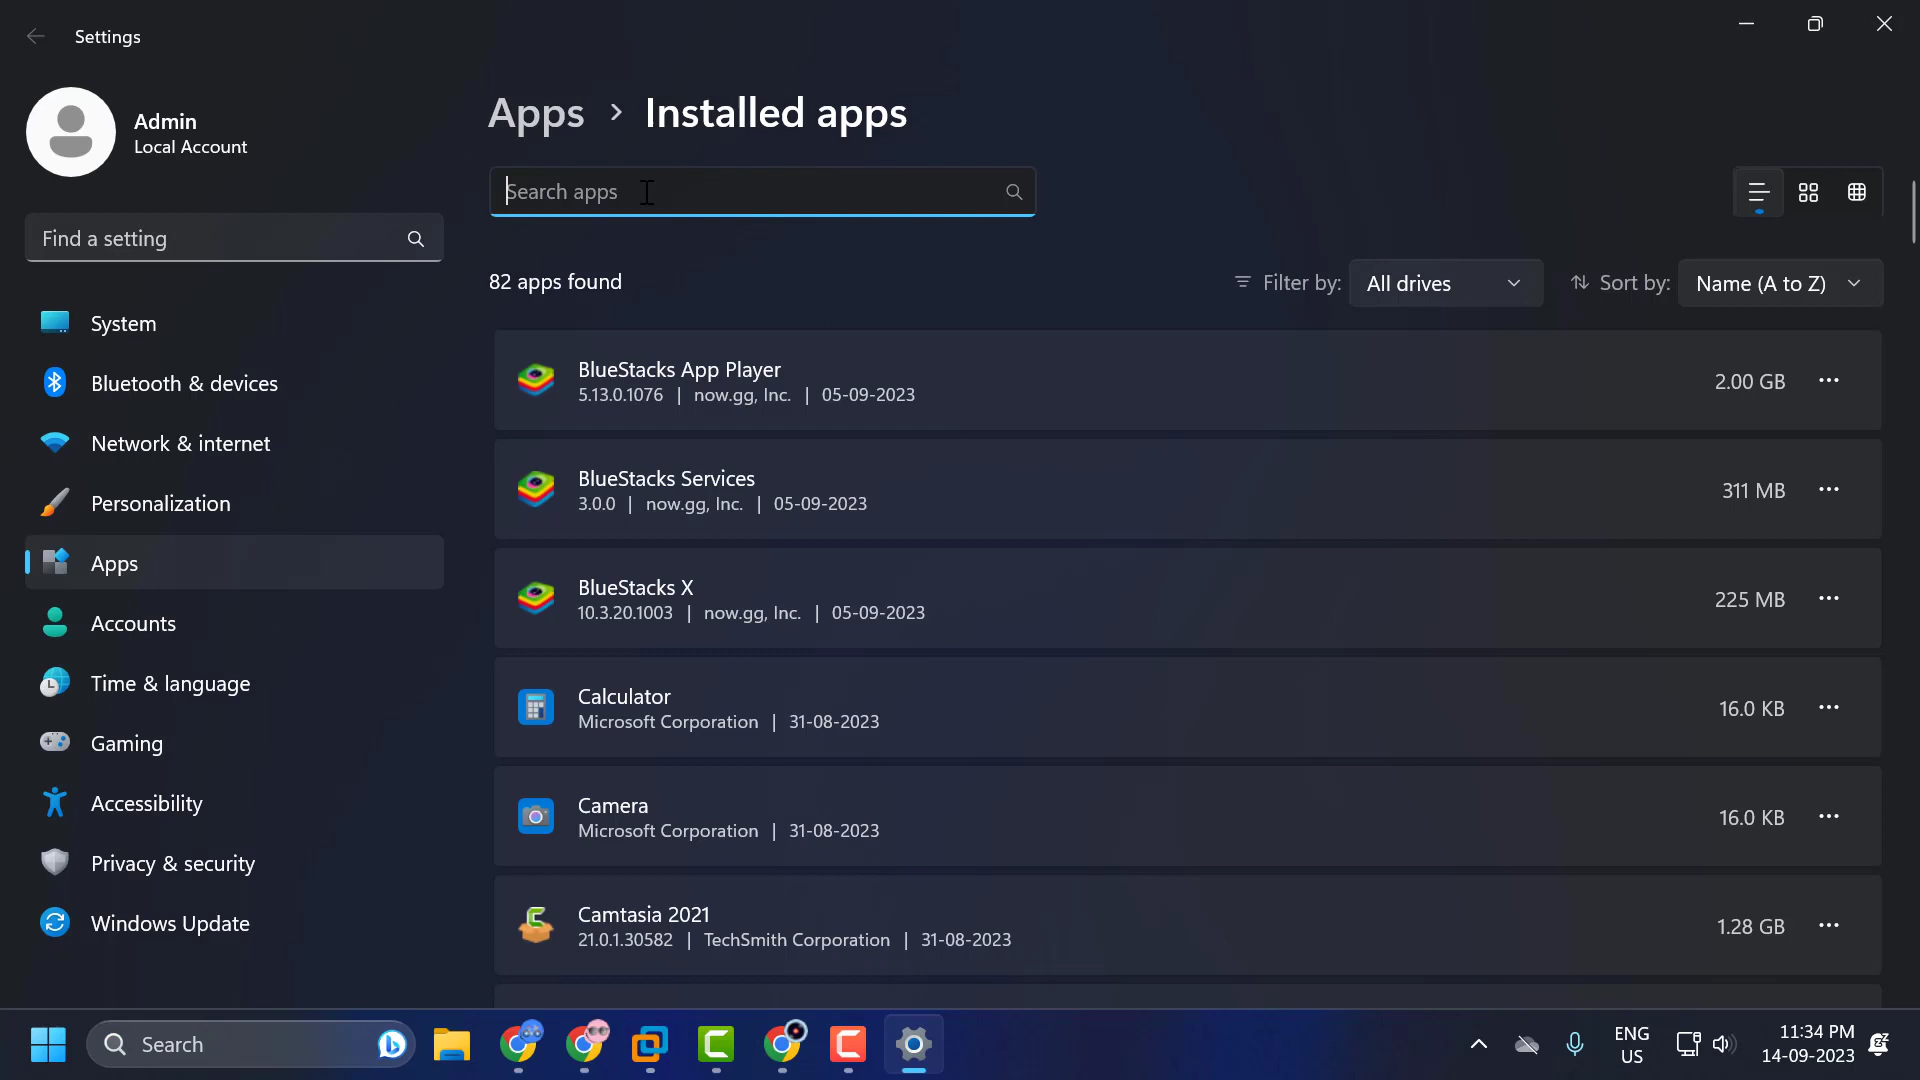 Settings
Admin
Local Account
Find a setting
System
Bluetooth & devices
Network & internet
Personalization
Apps
Accounts
Time & language
Gaming
Accessibility
Privacy & security
Windows Update
Apps › Installed apps
Search apps
82 apps found
Filter by: All drives
Sort by: Name (A to Z)
BlueStacks App Player
5.13.0.1076 | now.gg, Inc. | 05-09-2023
2.00 GB
BlueStacks Services
3.0.0 | now.gg, Inc. | 05-09-2023
311 MB
BlueStacks X
10.3.20.1003 | now.gg, Inc. | 05-09-2023
225 MB
Calculator
Microsoft Corporation | 31-08-2023
16.0 KB
Camera
Microsoft Corporation | 31-08-2023
16.0 KB
Camtasia 2021
21.0.1.30582 | TechSmith Corporation | 31-08-2023
1.28 GB
Search
ENG
US
11:34 PM
14-09-2023